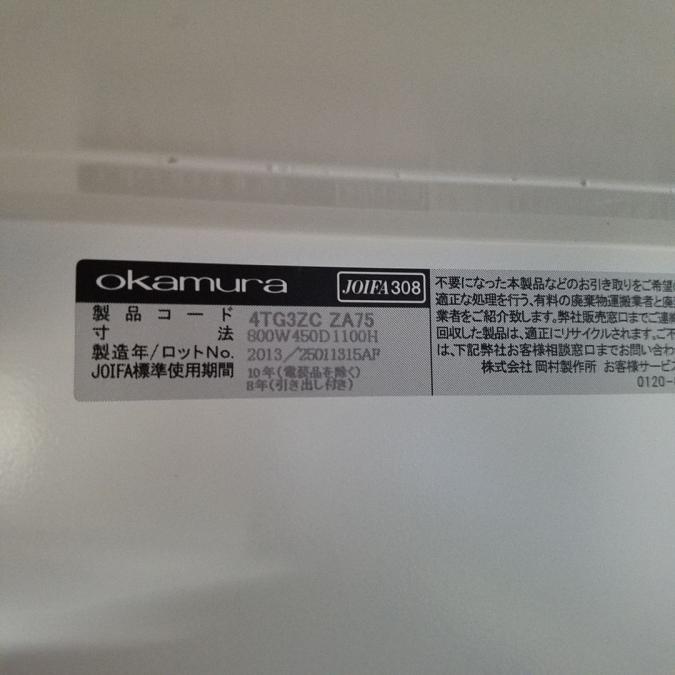 okamura JOIFA308
製品コード 4TG3ZC ZA75
寸法 800W450D1100H
製造年/ロットNo. 2013/25011315AF
JOIFA標準使用期間 10年(電装品を除く)
8年(引き出し付き)
不要になった本製品などのお引き取りをご希望
適正な処理を行う、有料の廃棄物運搬業者と廃
業者をご紹介致します。弊社販売窓口までご連
回収した製品は、適正にリサイクルされます。ご
は、下記弊社お客様相談窓口までお問い合わ
株式会社 岡村製作所 お客様サービス
0120-